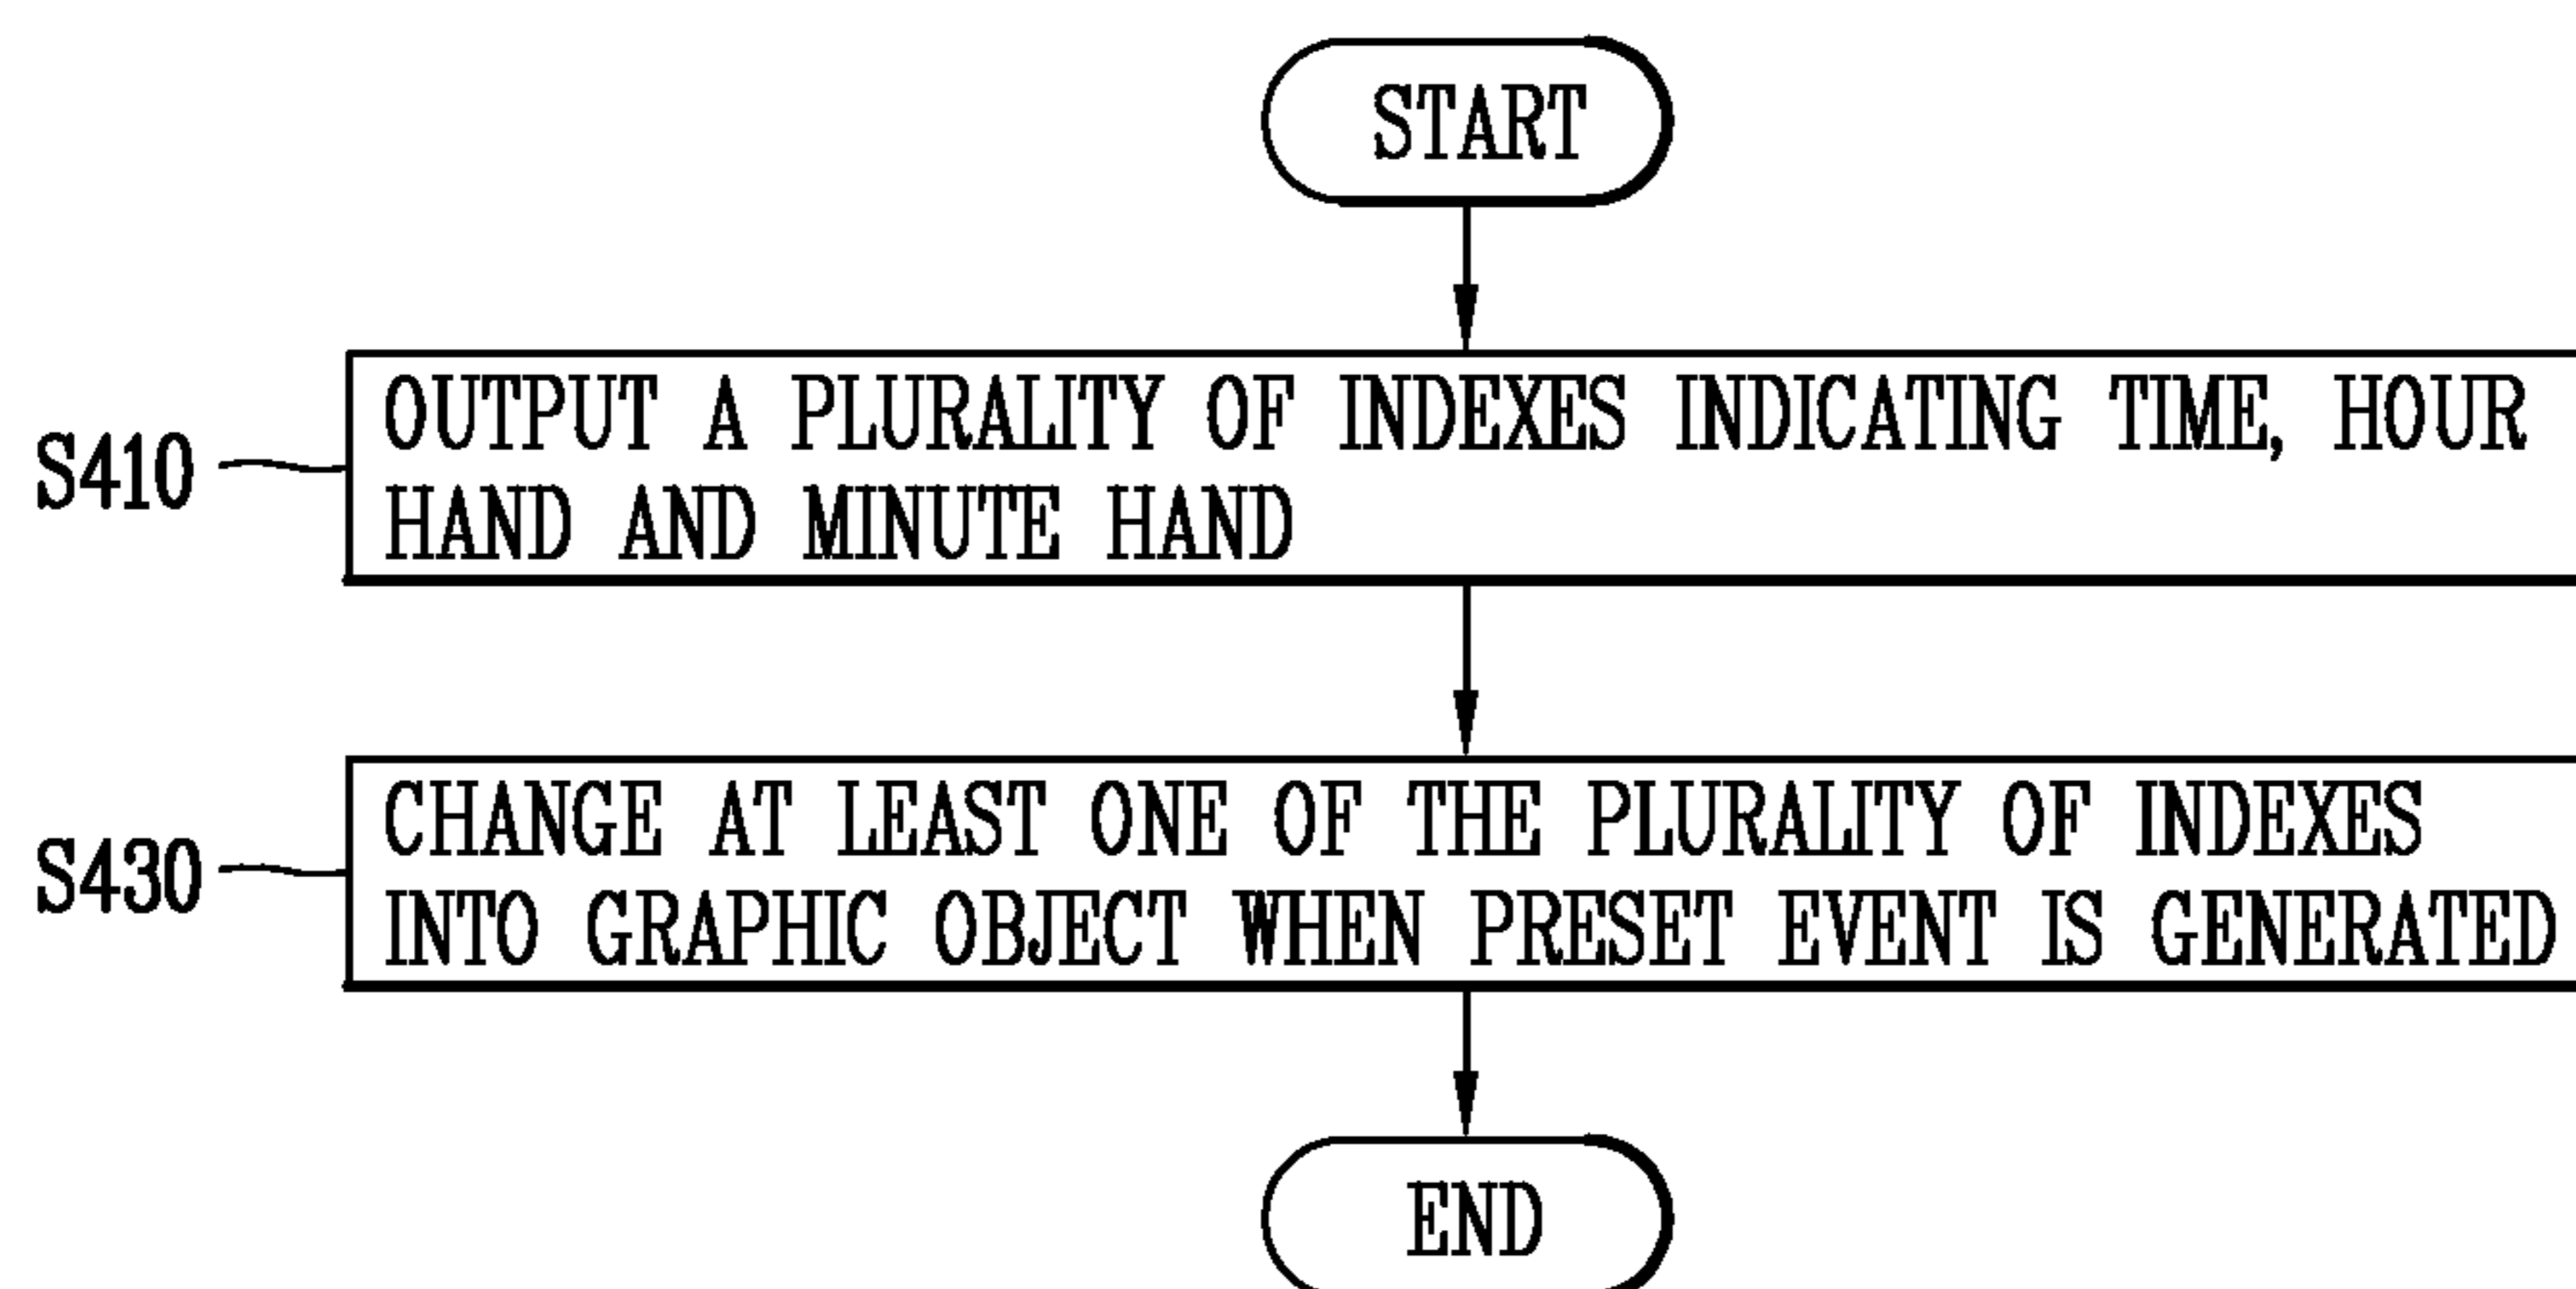 START
S410
OUTPUT A PLURALITY OF INDEXES INDICATING TIME, HOUR
HAND AND MINUTE HAND
S430
CHANGE AT LEAST ONE OF THE PLURALITY OF INDEXES
INTO GRAPHIC OBJECT WHEN PRESET EVENT IS GENERATED
END